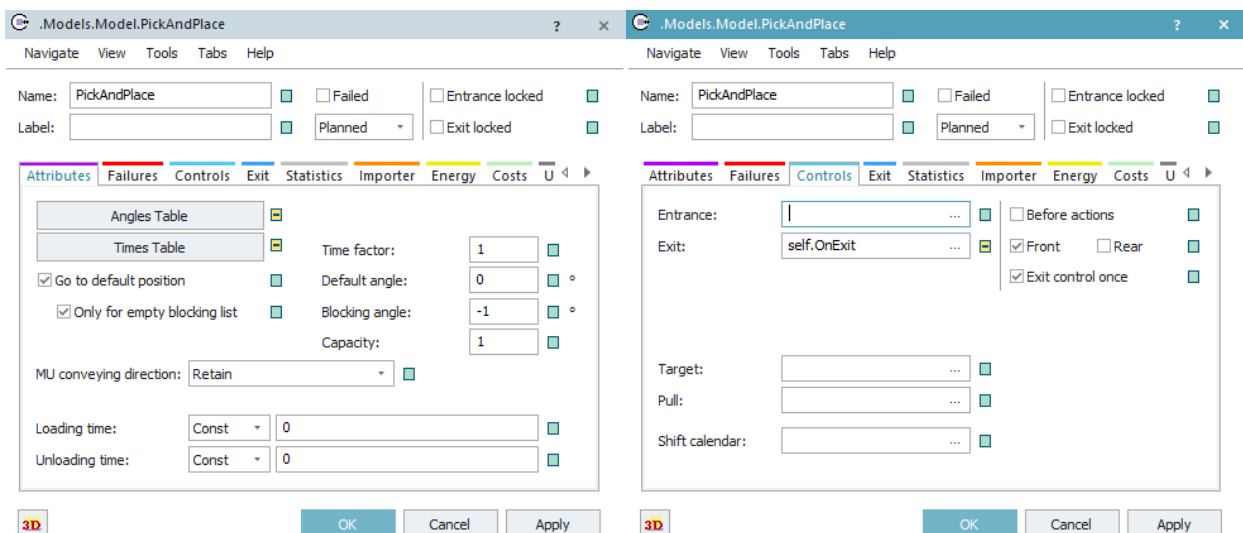 .Models.Model.PickAndPlace ? ×
Navigate View Tools Tabs Help
Name: PickAndPlace Failed Entrance locked
Label: Planned Exit locked
Attributes Failures Controls Exit Statistics Importer Energy Costs U
Angles Table
Times Table Time factor: 1
Go to default position Default angle: 0 °
Only for empty blocking list Blocking angle: -1 °
Capacity: 1
MU conveying direction: Retain
Loading time: Const 0
Unloading time: Const 0
3D OK Cancel Apply
.Models.Model.PickAndPlace ? ×
Navigate View Tools Tabs Help
Name: PickAndPlace Failed Entrance locked
Label: Planned Exit locked
Attributes Failures Controls Exit Statistics Importer Energy Costs U
Entrance: ... Before actions
Exit: self.OnExit ... Front Rear
Exit control once
Target: ...
Pull: ...
Shift calendar: ...
3D OK Cancel Apply